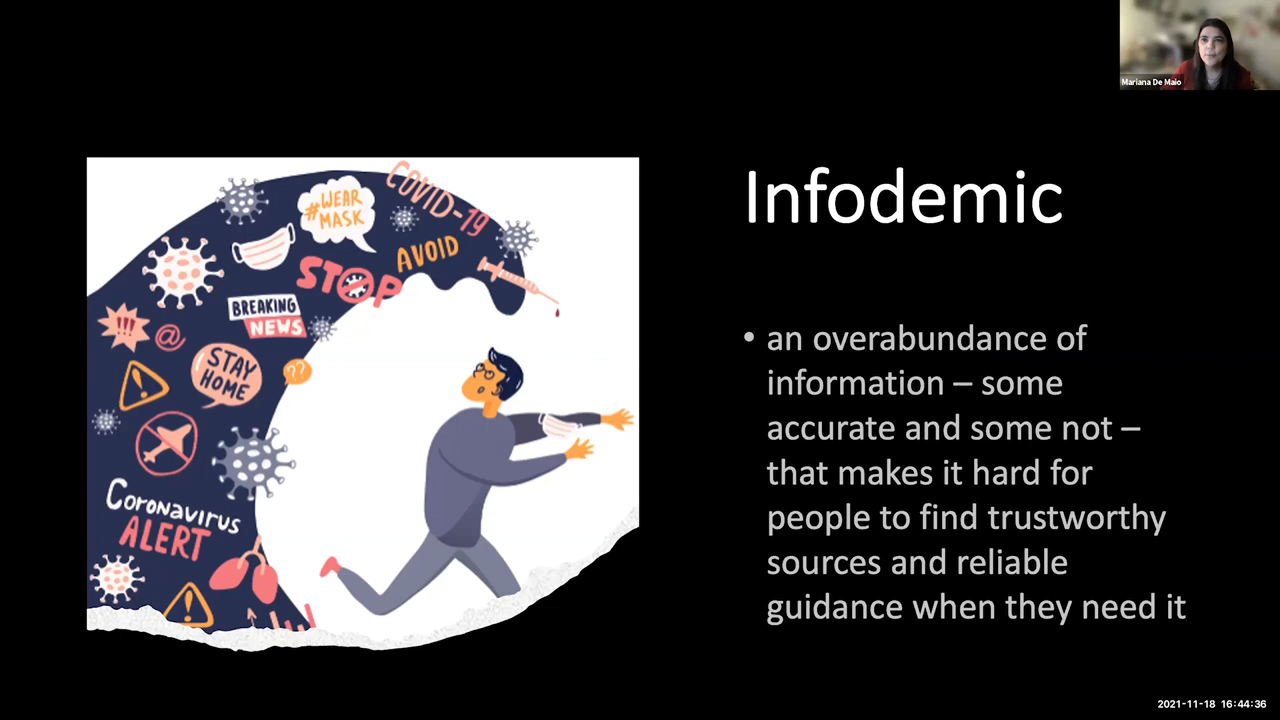 Mariana De Maio
Infodemic
• an overabundance of
information – some
accurate and some not –
that makes it hard for
people to find trustworthy
sources and reliable
guidance when they need it
COVID-19
#WEAR
MASK
AVOID
STOP
BREAKING
NEWS
!!!
@
STAY
HOME
??
Coronavirus
ALERT
2021-11-18 16:44:36